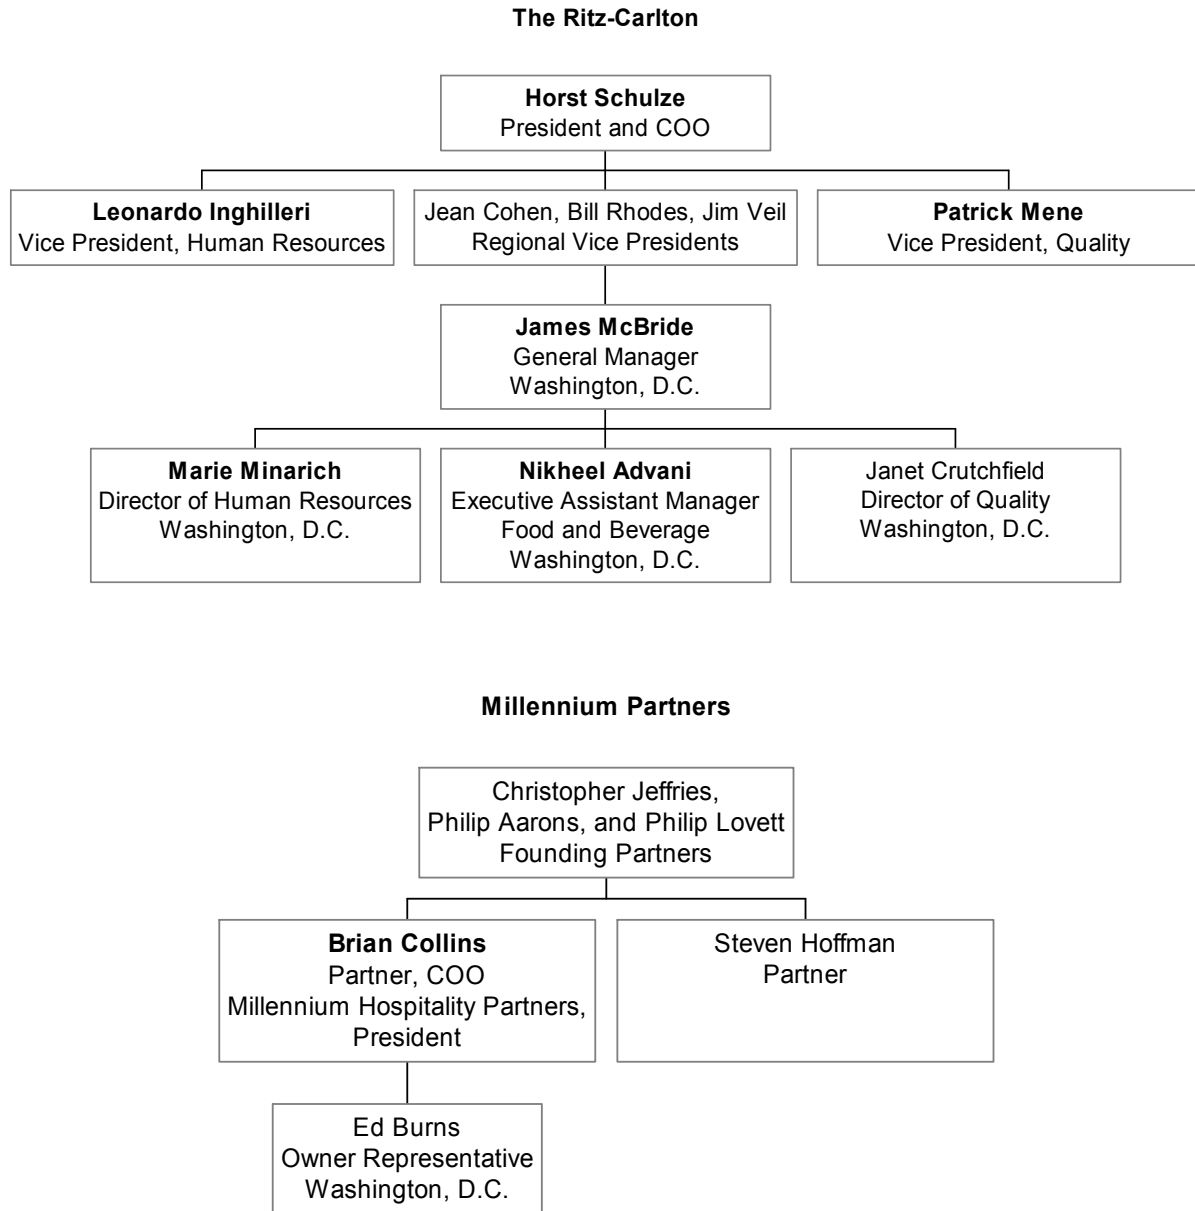 The Ritz-Carlton
Horst Schulze
President and COO
Leonardo Inghilleri
Vice President, Human Resources
Jean Cohen, Bill Rhodes, Jim Veil
Regional Vice Presidents
Patrick Mene
Vice President, Quality
James McBride
General Manager
Washington, D.C.
Marie Minarich
Director of Human Resources
Washington, D.C.
Nikheel Advani
Executive Assistant Manager
Food and Beverage
Washington, D.C.
Janet Crutchfield
Director of Quality
Washington, D.C.
Millennium Partners
Christopher Jeffries,
Philip Aarons, and Philip Lovett
Founding Partners
Brian Collins
Partner, COO
Millennium Hospitality Partners,
President
Steven Hoffman
Partner
Ed Burns
Owner Representative
Washington, D.C.